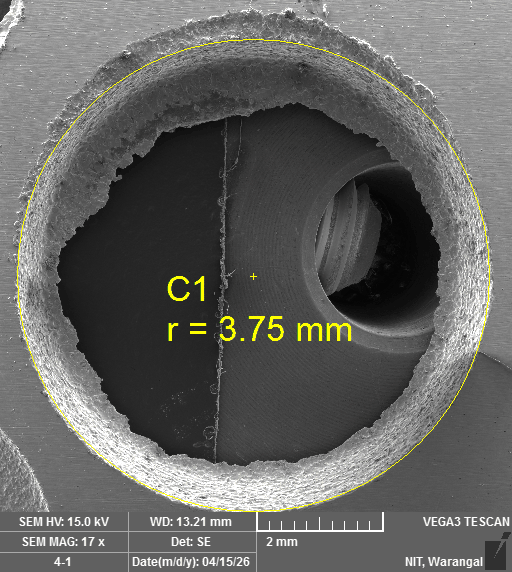 C1
r = 3.75 mm
SEM HV: 15.0 kV WD: 13.21 mm VEGA3 TESCAN
SEM MAG: 17 x Det: SE 2 mm
4-1 Date(m/d/y): 04/15/26 NIT, Warangal